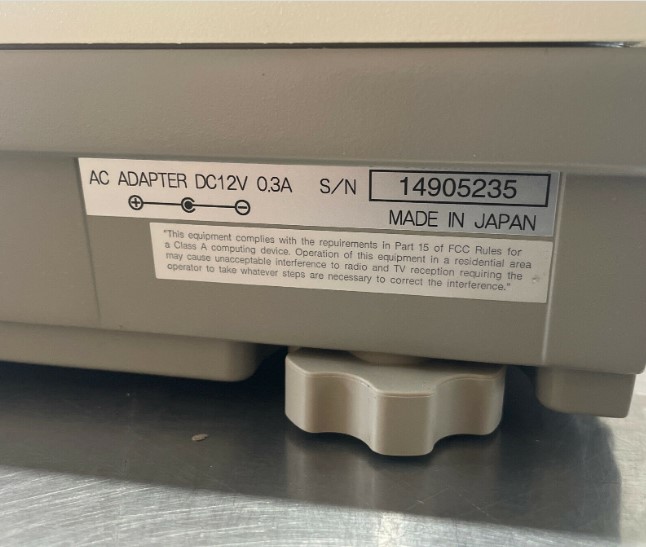 AC ADAPTER DC12V 0.3A S/N 14905235
⊕ ⊖
MADE IN JAPAN
"This equipment complies with the repuirements in Part 15 of FCC Rules for
a Class A computing device. Operation of this equipment in a residential area
may cause unacceptable interference to radio and TV reception requiring the
operator to take whatever steps are necessary to correct the interference."